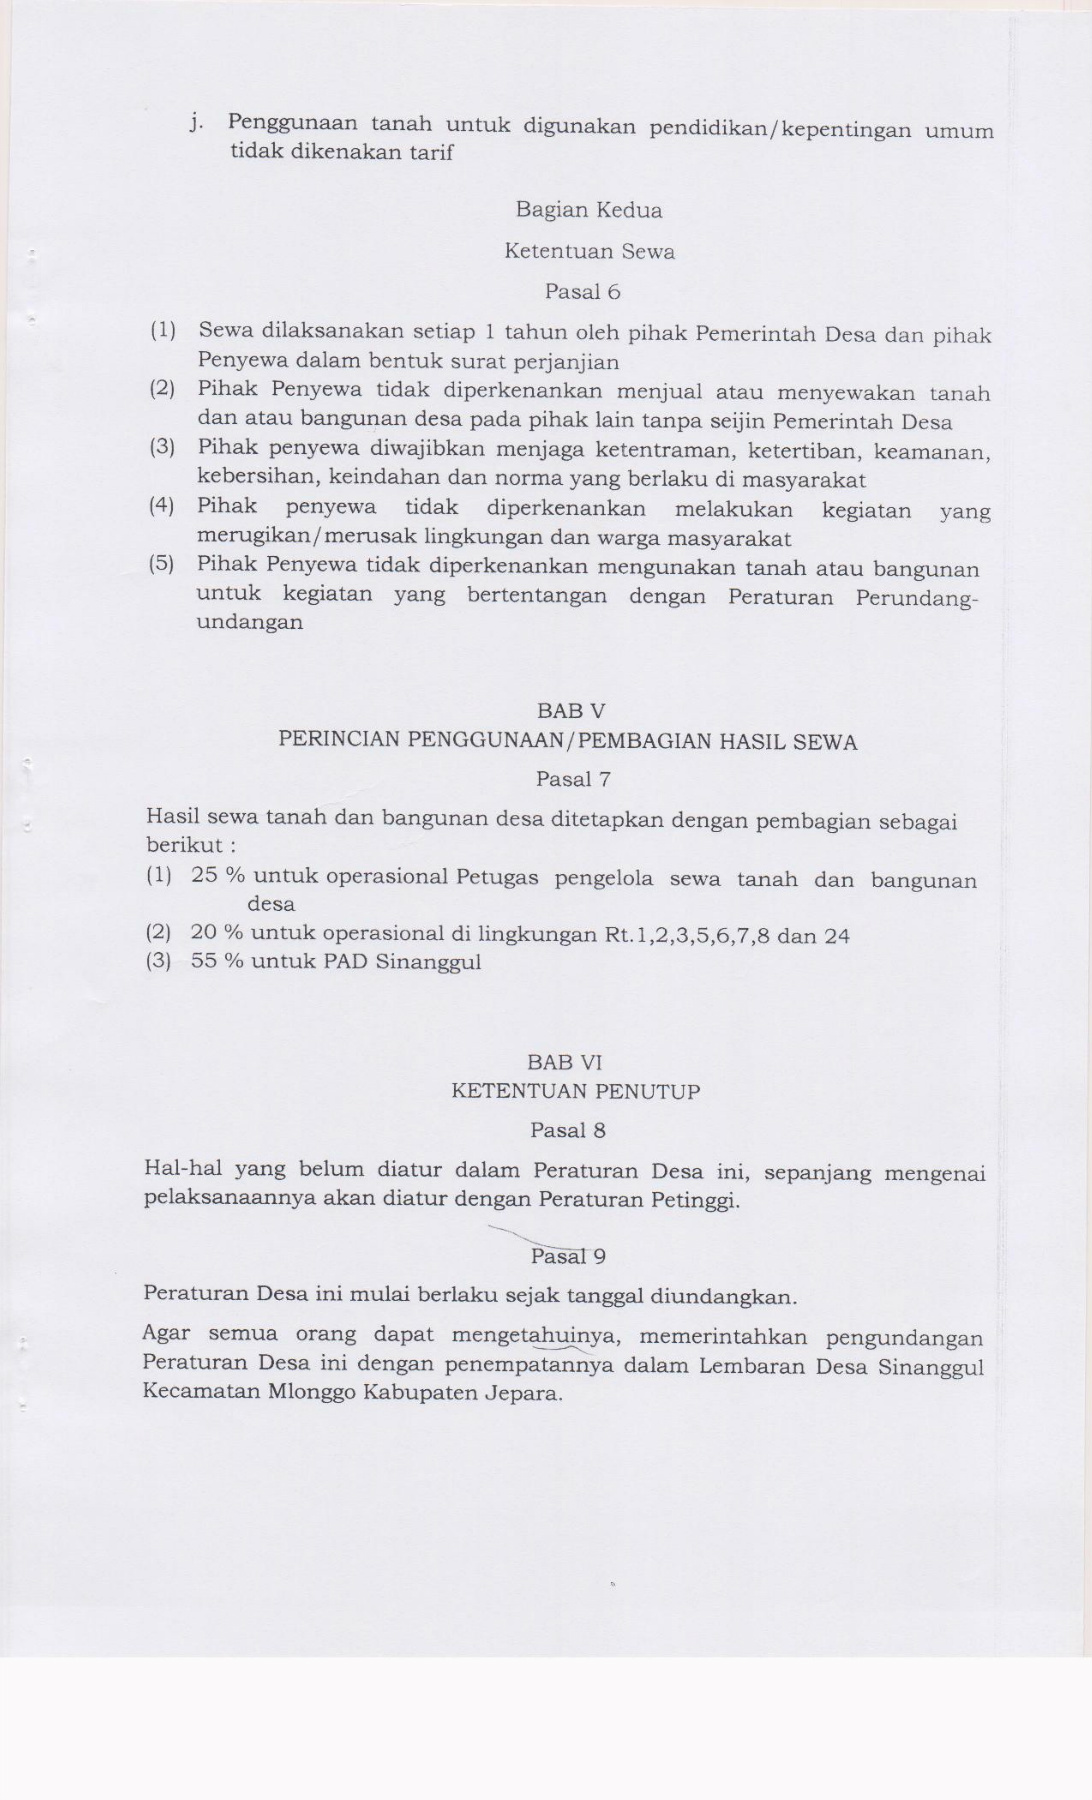 j. Penggunaan tanah untuk digunakan pendidikan/kepentingan umum
tidak dikenakan tarif
Bagian Kedua
Ketentuan Sewa
Pasal 6
(1) Sewa dilaksanakan setiap 1 tahun oleh pihak Pemerintah Desa dan pihak
Penyewa dalam bentuk surat perjanjian
(2) Pihak Penyewa tidak diperkenankan menjual atau menyewakan tanah
dan atau bangunan desa pada pihak lain tanpa seijin Pemerintah Desa
(3) Pihak penyewa diwajibkan menjaga ketentraman, ketertiban, keamanan,
kebersihan, keindahan dan norma yang berlaku di masyarakat
(4) Pihak penyewa tidak diperkenankan melakukan kegiatan yang
merugikan/merusak lingkungan dan warga masyarakat
(5) Pihak Penyewa tidak diperkenankan mengunakan tanah atau bangunan
untuk kegiatan yang bertentangan dengan Peraturan Perundang-
undangan
BAB V
PERINCIAN PENGGUNAAN/PEMBAGIAN HASIL SEWA
Pasal 7
Hasil sewa tanah dan bangunan desa ditetapkan dengan pembagian sebagai
berikut :
(1) 25 % untuk operasional Petugas pengelola sewa tanah dan bangunan
desa
(2) 20 % untuk operasional di lingkungan Rt.1,2,3,5,6,7,8 dan 24
(3) 55 % untuk PAD Sinanggul
BAB VI
KETENTUAN PENUTUP
Pasal 8
Hal-hal yang belum diatur dalam Peraturan Desa ini, sepanjang mengenai
pelaksanaannya akan diatur dengan Peraturan Petinggi.
Pasal 9
Peraturan Desa ini mulai berlaku sejak tanggal diundangkan.
Agar semua orang dapat mengetahuinya, memerintahkan pengundangan
Peraturan Desa ini dengan penempatannya dalam Lembaran Desa Sinanggul
Kecamatan Mlonggo Kabupaten Jepara.